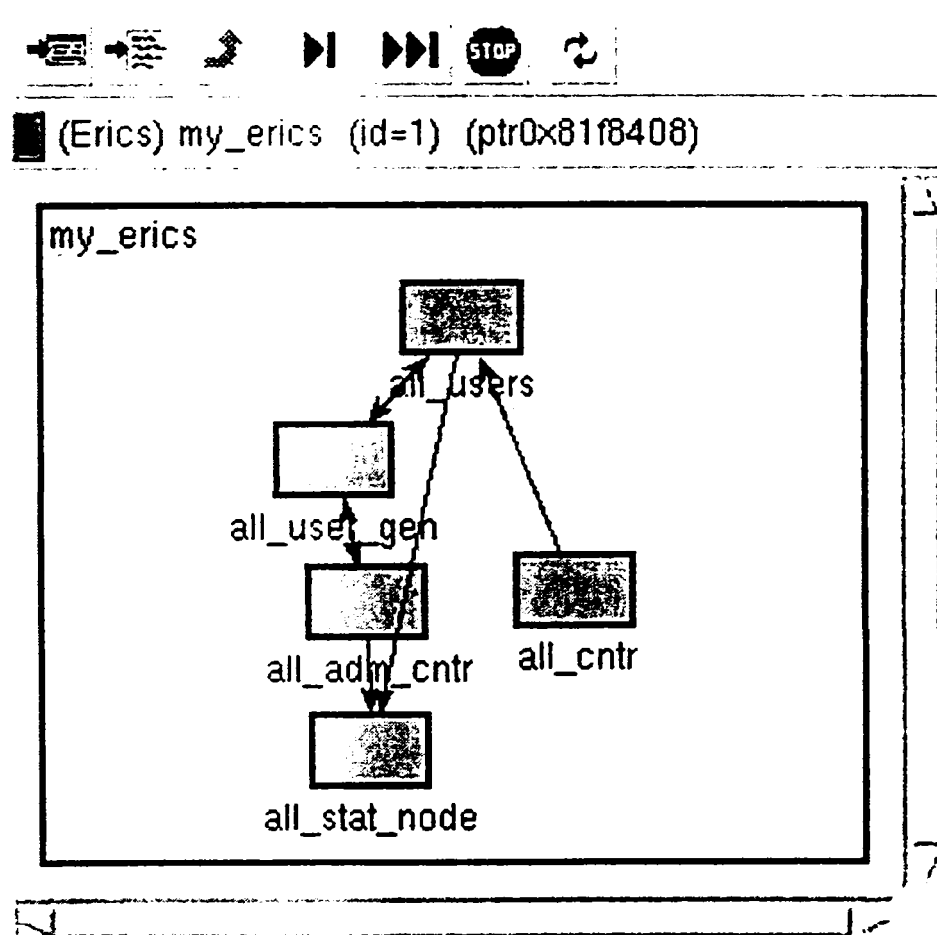 STOP
(Erics) my_erics (id=1) (ptr0x81f8408)
my_erics
all_users
all_user_gen
all_adm_cntr
all_cntr
all_stat_node